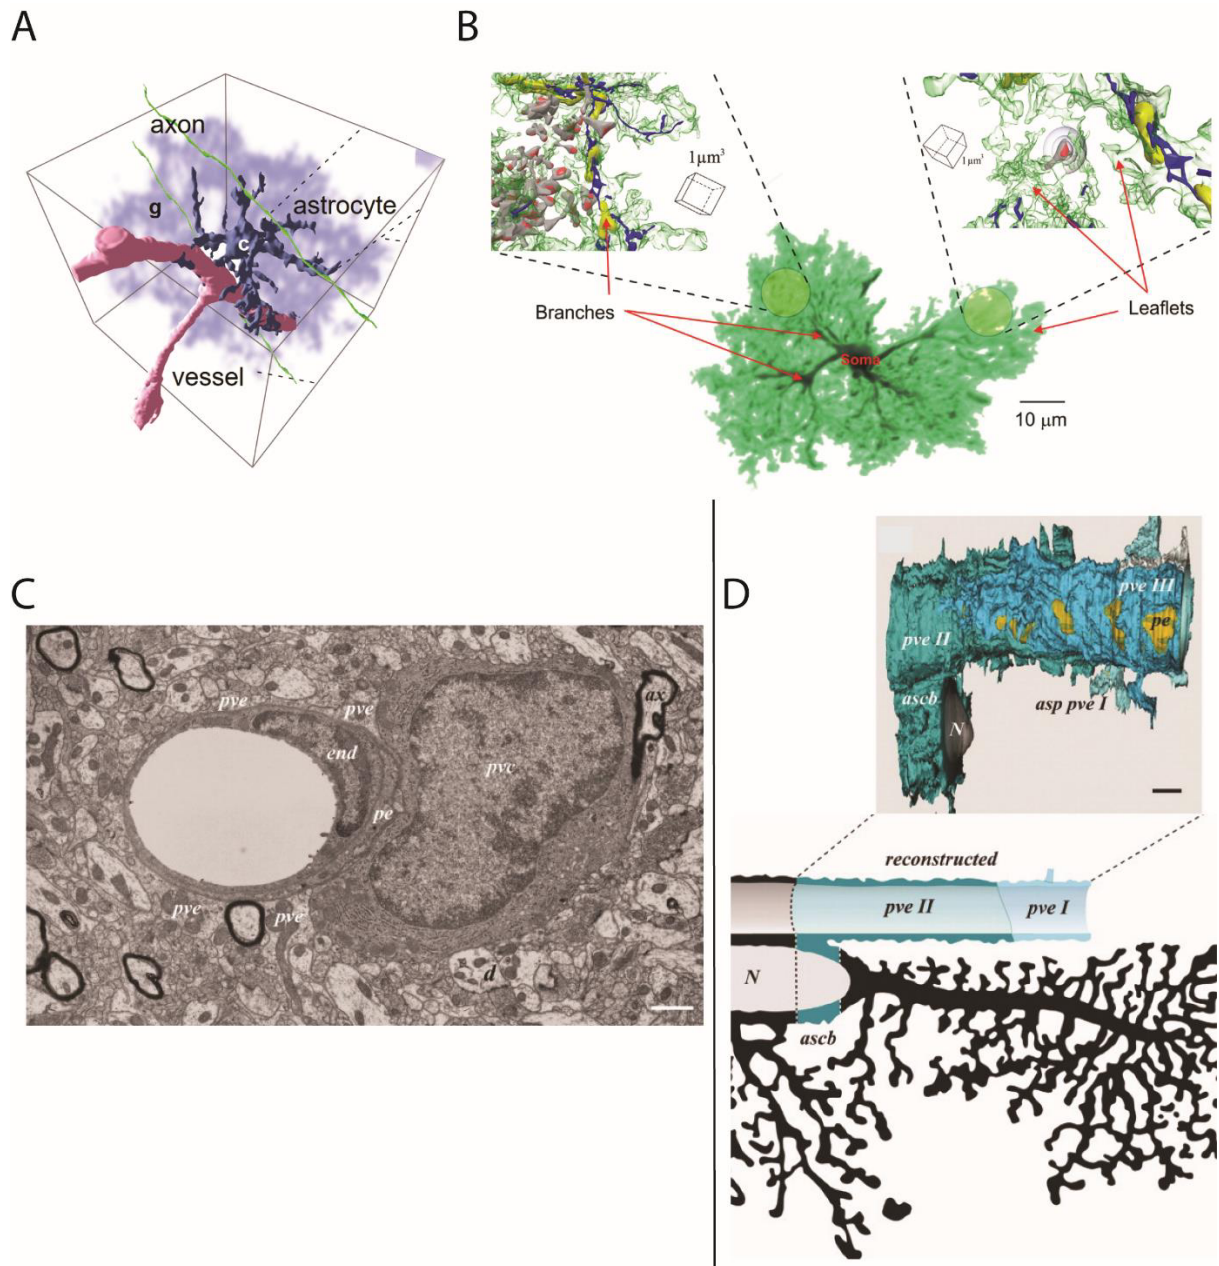 A
axon
g
astrocyte
c
vessel
B
1μm³
1μm³
Branches
Leaflets
Soma
10 μm
C
pve
pve
end
pvc
ax
pe
pve
pve
d
D
pve III
pe
pve II
ascb
N
asp pve I
reconstructed
pve II
pve I
N
ascb